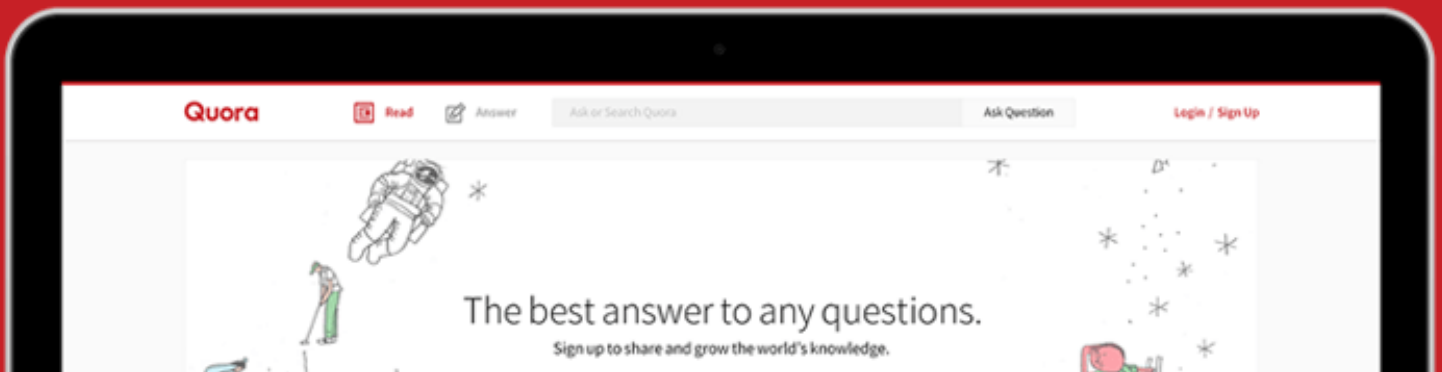 Quora
Read
Answer
Ask or Search Quora
Ask Question
Login / Sign Up
The best answer to any questions.
Sign up to share and grow the world's knowledge.